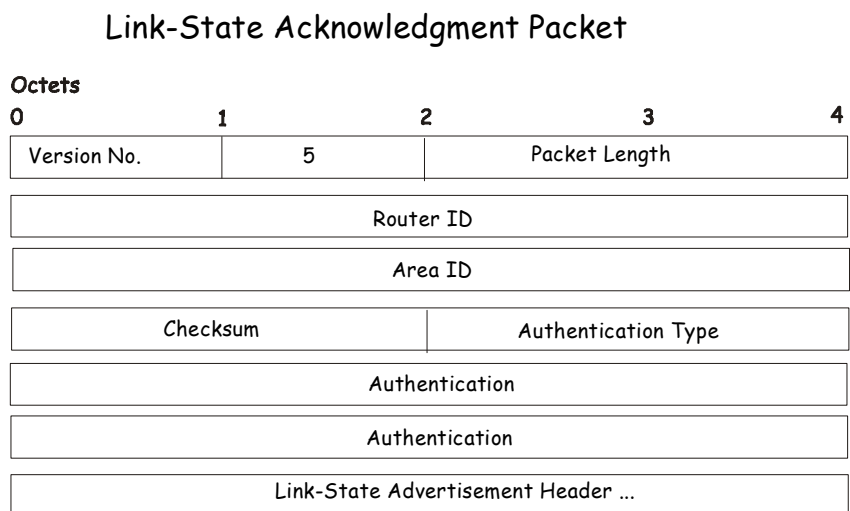 Link-State Acknowledgment Packet
Octets
0 1 2 3 4
Version No. 5 Packet Length
Router ID
Area ID
Checksum Authentication Type
Authentication
Authentication
Link-State Advertisement Header ...